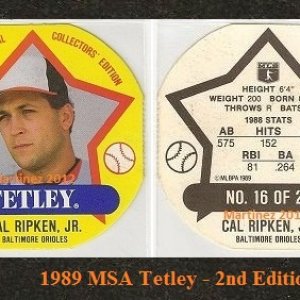 COLLECTORS' EDITION
Martinez 2012
TETLEY
CAL RIPKEN, JR.
BALTIMORE ORIOLES
HEIGHT 6'4"
WEIGHT 200 BORN
THROWS R BATS
1988 STATS
AB HITS
575 152
RBI BA
81 .264
©MLBPA 1989
NO. 16 OF 2
Martinez 2012
CAL RIPKEN, JR.
BALTIMORE ORIOLES
1989 MSA Tetley - 2nd Edition